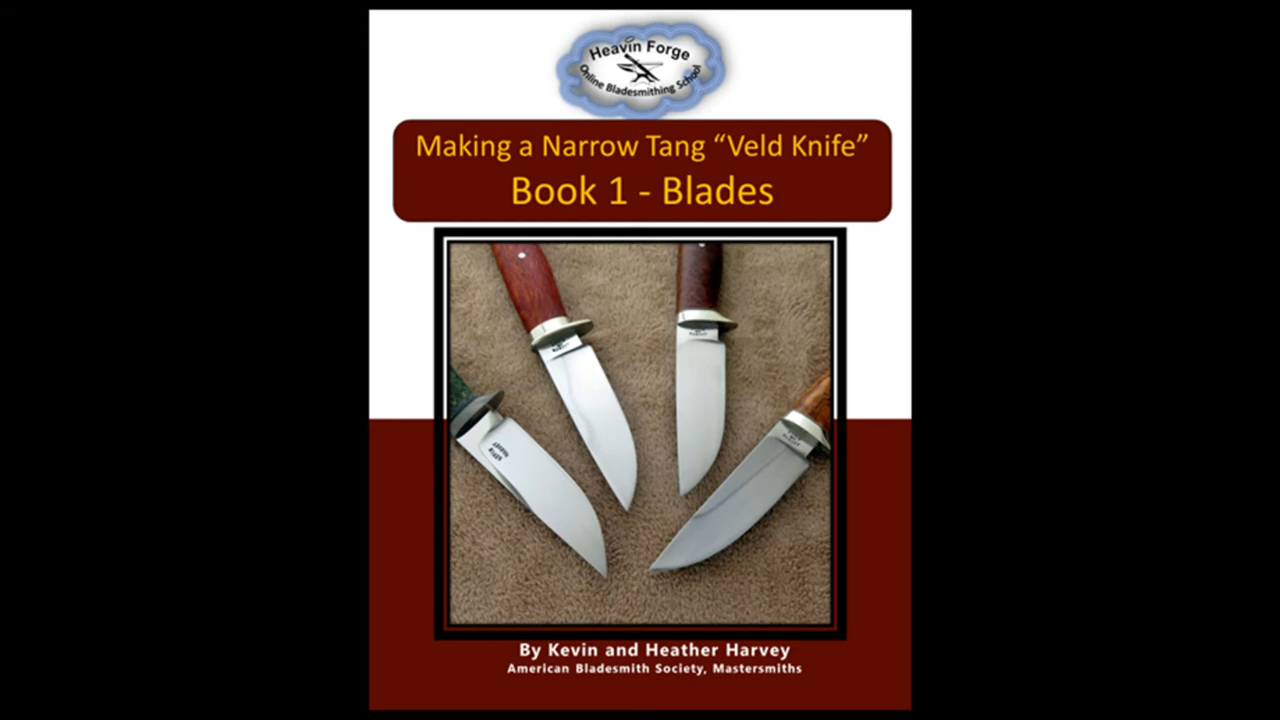 Heavin Forge
Online Bladesmithing School
Making a Narrow Tang “Veld Knife”
Book 1 - Blades
By Kevin and Heather Harvey
American Bladesmith Society, Mastersmiths